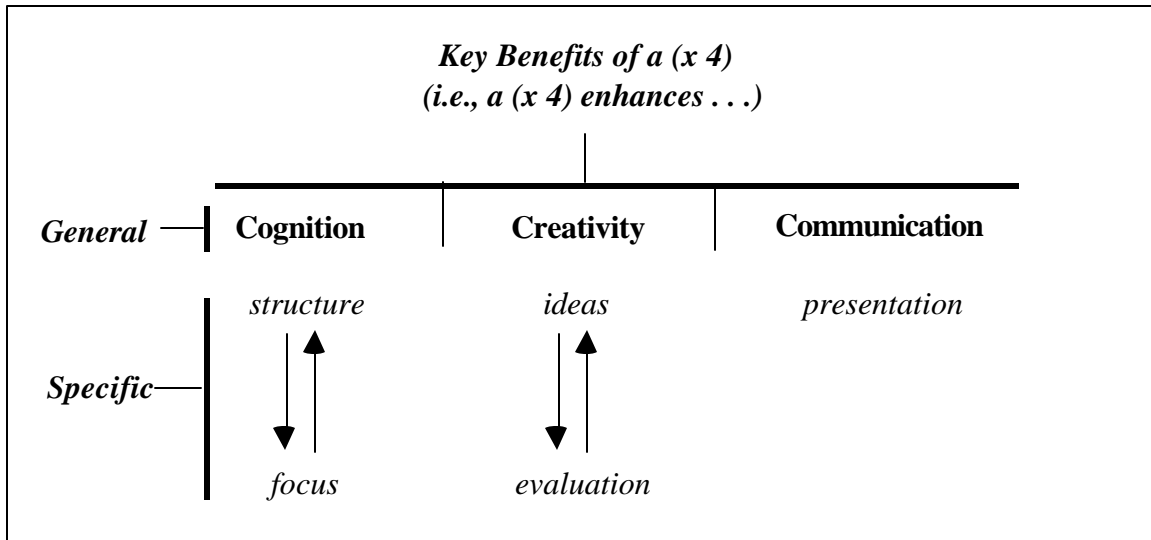 Key Benefits of a (x 4)
(i.e., a (x 4) enhances . . .)
General
Cognition
Creativity
Communication
structure
ideas
presentation
Specific
focus
evaluation